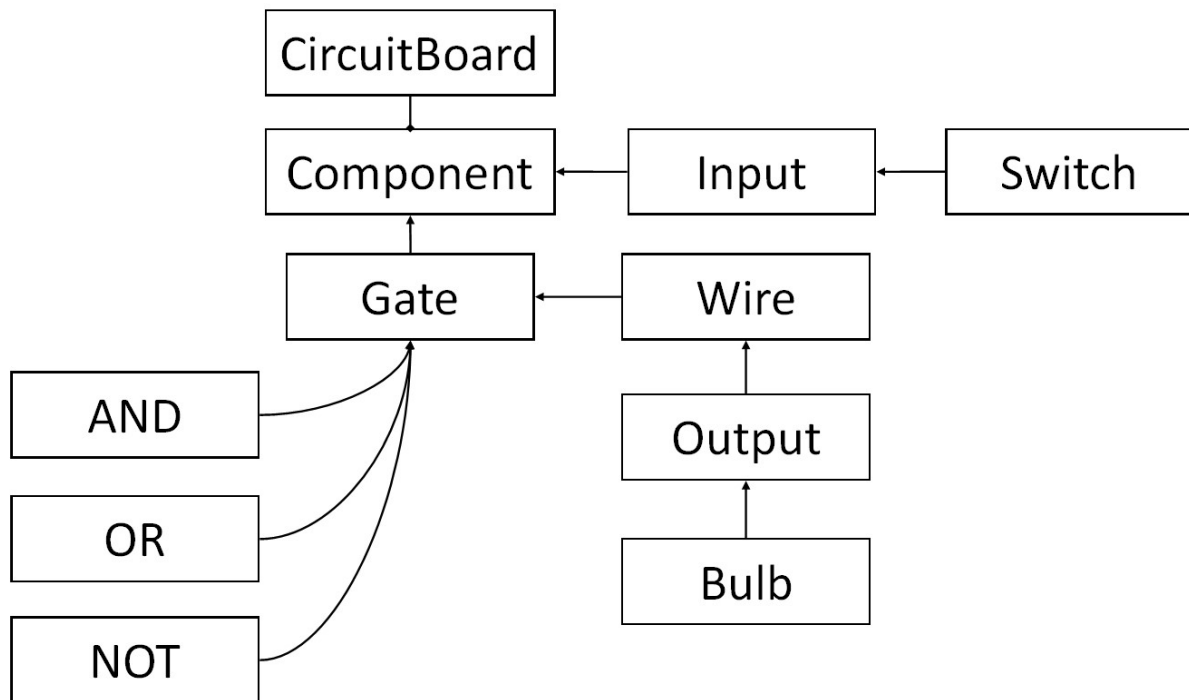 CircuitBoard
Component
Input
Switch
Gate
Wire
AND
Output
OR
Bulb
NOT